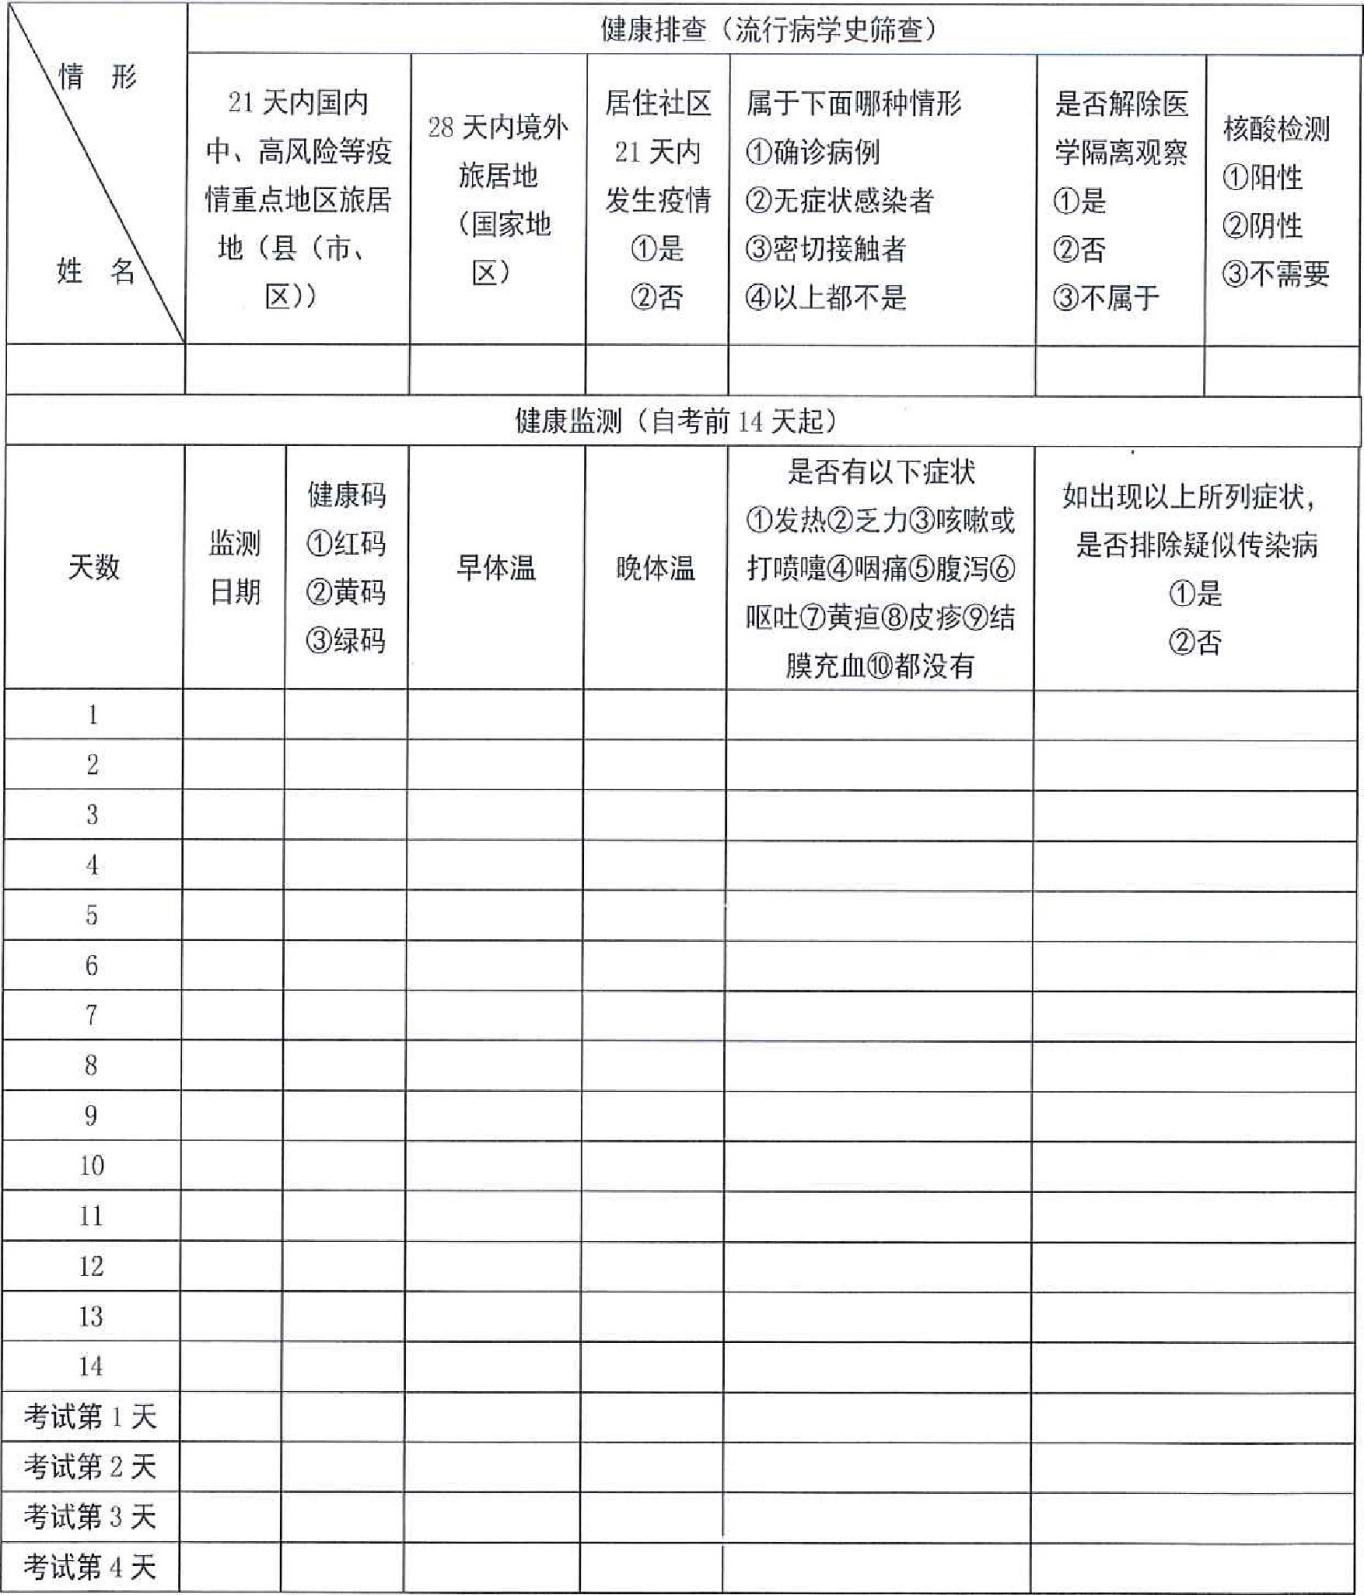 健康排查（流行病学史筛查）
情 形
姓 名
21 天内国内
中、高风险等疫
情重点地区旅居
地（县（市、
区））
28 天内境外
旅居地
（国家地
区）
居住社区
21 天内
发生疫情
①是
②否
属于下面哪种情形
①确诊病例
②无症状感染者
③密切接触者
④以上都不是
是否解除医
学隔离观察
①是
②否
③不属于
核酸检测
①阳性
②阴性
③不需要
健康监测（自考前 14 天起）
天数
监测
日期
健康码
①红码
②黄码
③绿码
早体温
晚体温
是否有以下症状
①发热②乏力③咳嗽或
打喷嚏④咽痛⑤腹泻⑥
呕吐⑦黄疸⑧皮疹⑨结
膜充血⑩都没有
如出现以上所列症状，
是否排除疑似传染病
①是
②否
1
2
3
4
5
6
7
8
9
10
11
12
13
14
考试第 1 天
考试第 2 天
考试第 3 天
考试第 4 天